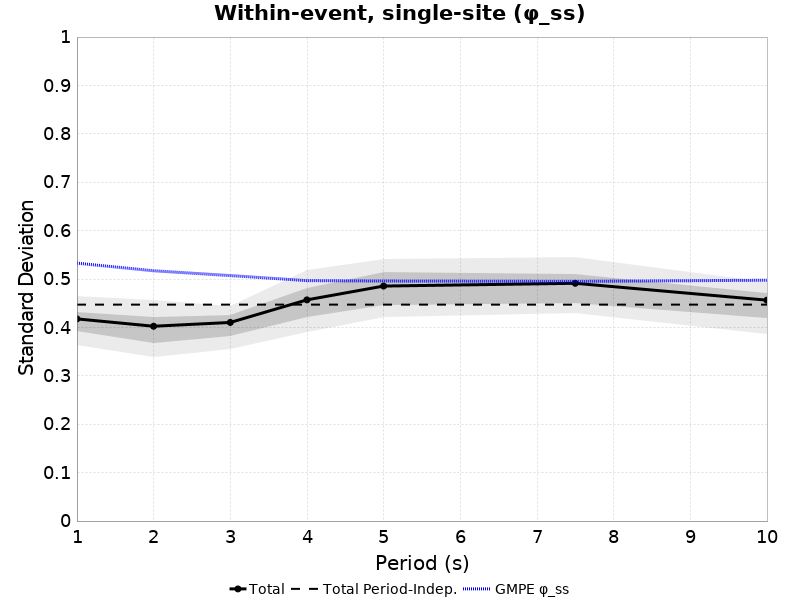 Within-event, single-site (φ_ss)
Standard Deviation
1
0.9
0.8
0.7
0.6
0.5
0.4
0.3
0.2
0.1
0
1 2 3 4 5 6 7 8 9 10
Period (s)
Total Total Period-Indep. GMPE φ_ss